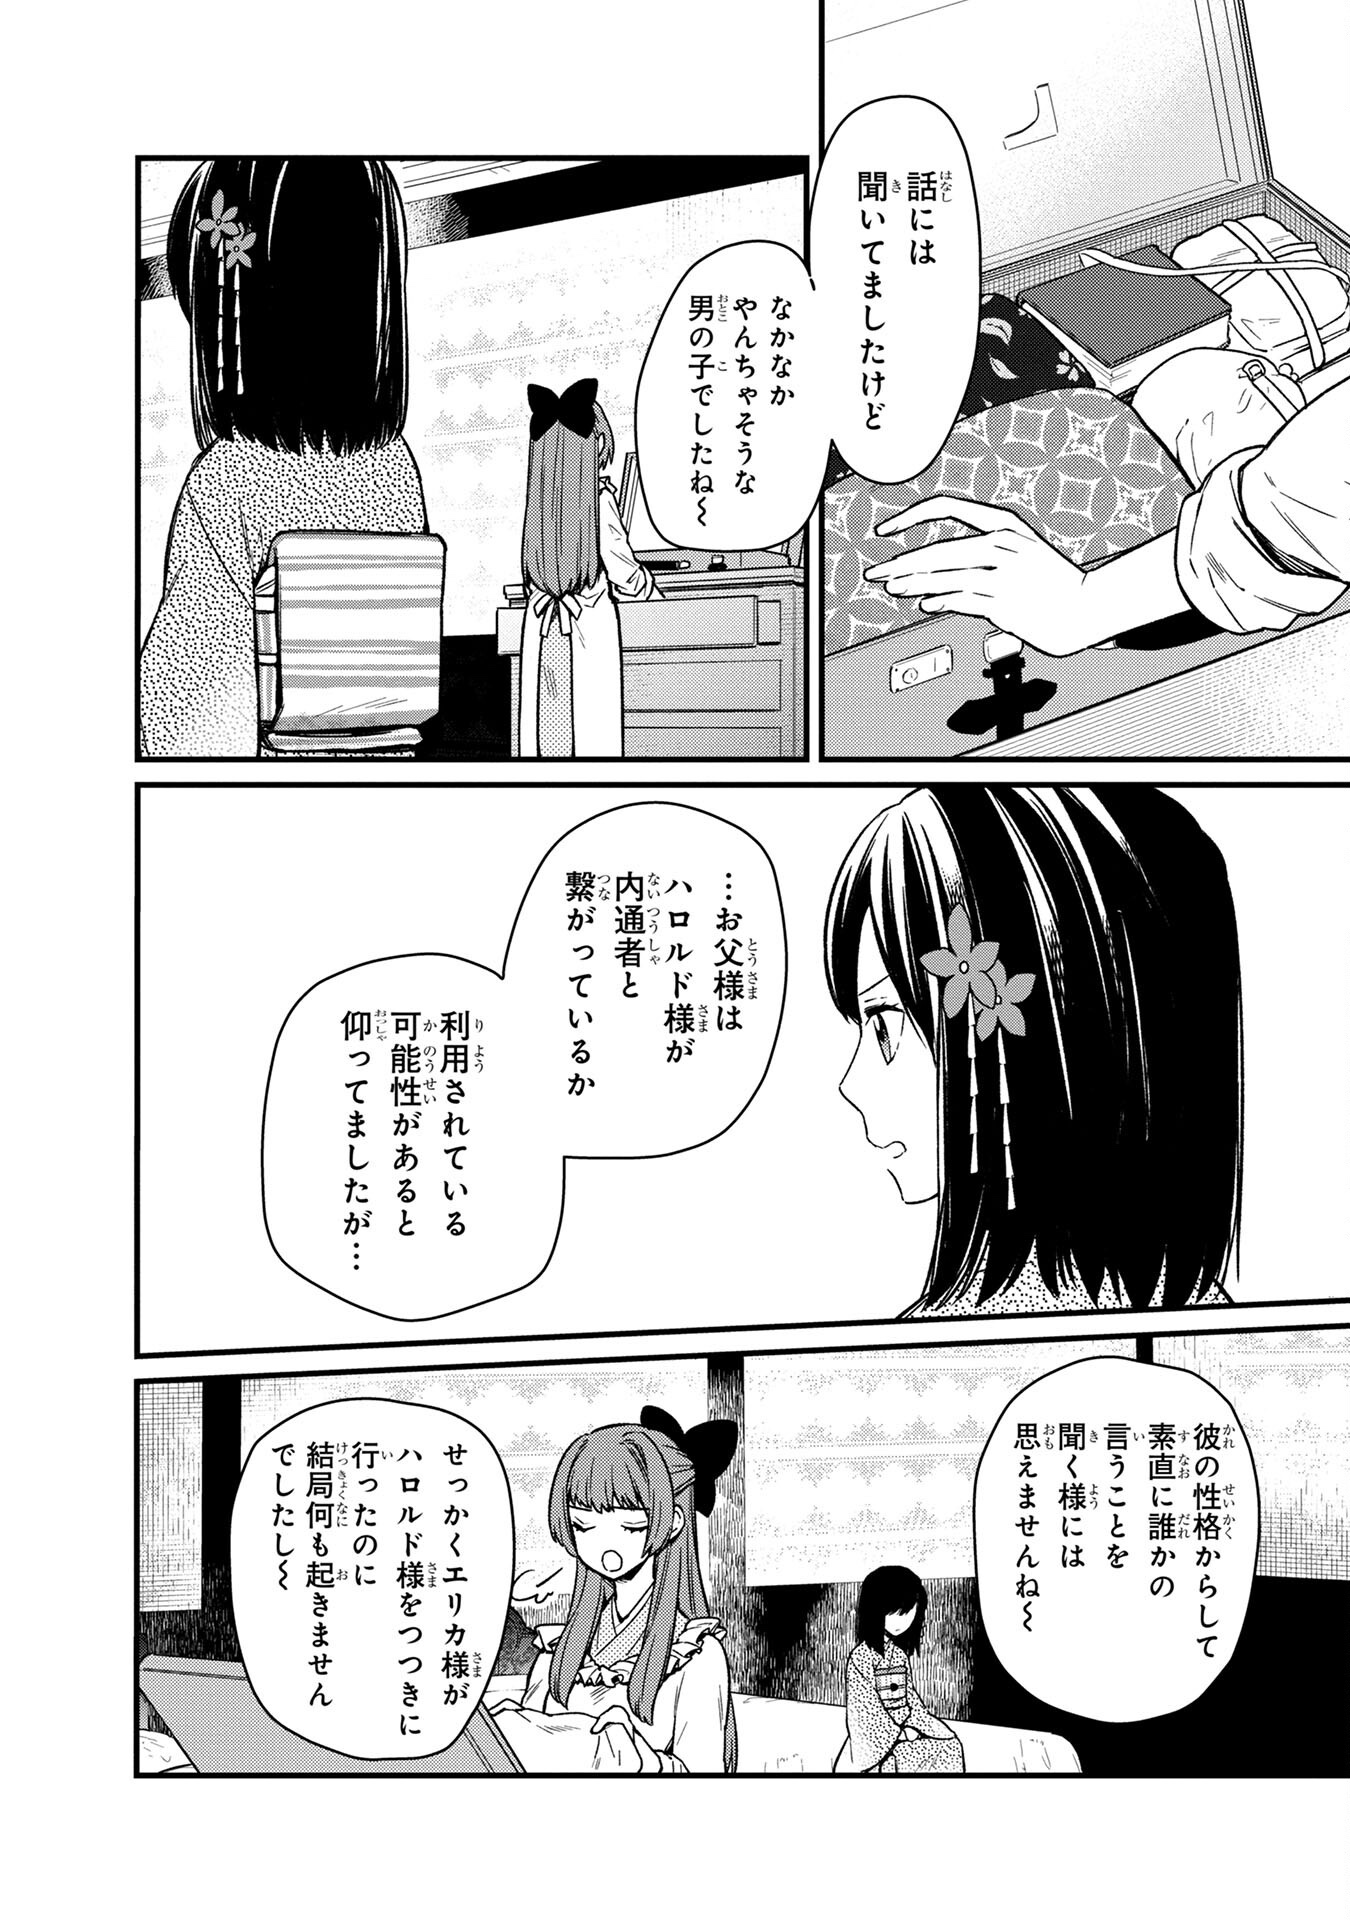 話には
聞いてましたけど
なかなか
やんちゃそうな
男の子でしたね〜
…お父様は
ハロルド様が
内通者と
繋がっているか
利用されている
可能性があると
仰ってましたが…
彼の性格からして
素直に誰かの
言うことを
聞く様には
思えませんね〜
せっかくエリカ様が
ハロルド様をつつきに
行ったのに
結局何も起きません
でしたし〜